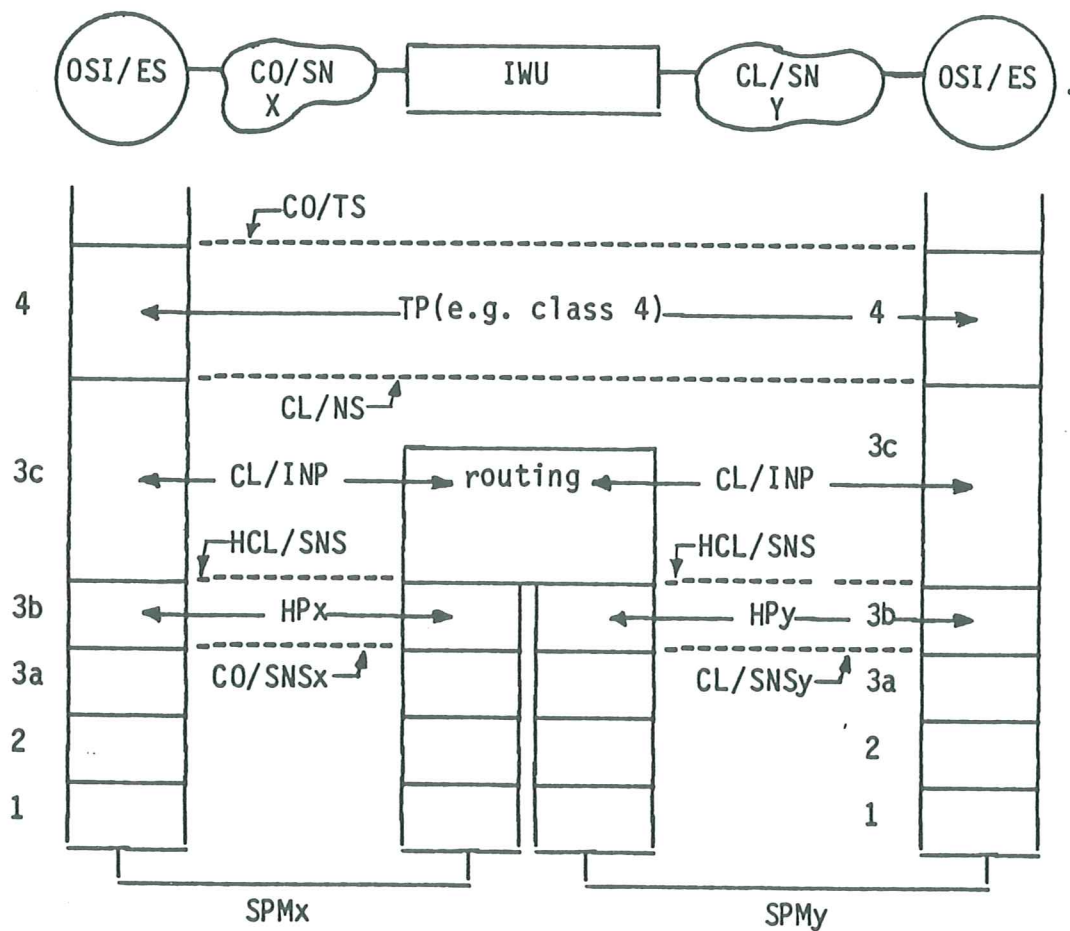 OSI/ES
CO/SN
X
IWU
CL/SN
Y
OSI/ES
CO/TS
4
TP(e.g. class 4)
4
CL/NS
3c
CL/INP
routing
CL/INP
3c
HCL/SNS
HCL/SNS
3b
HPx
HPy
3b
3a
CO/SNSx
CL/SNSy
3a
2
2
1
1
SPMx
SPMy